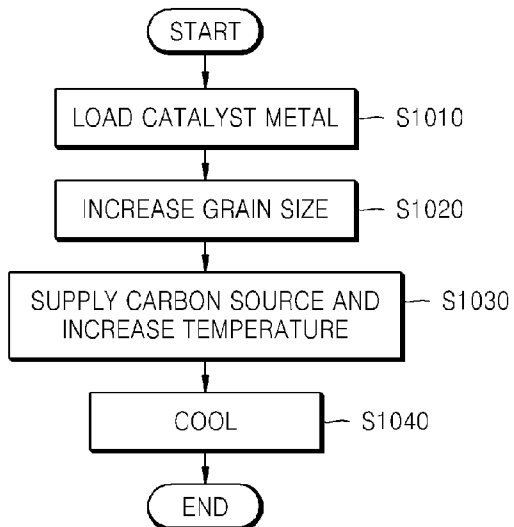 START
LOAD CATALYST METAL
S1010
INCREASE GRAIN SIZE
S1020
SUPPLY CARBON SOURCE AND
INCREASE TEMPERATURE
S1030
COOL
S1040
END